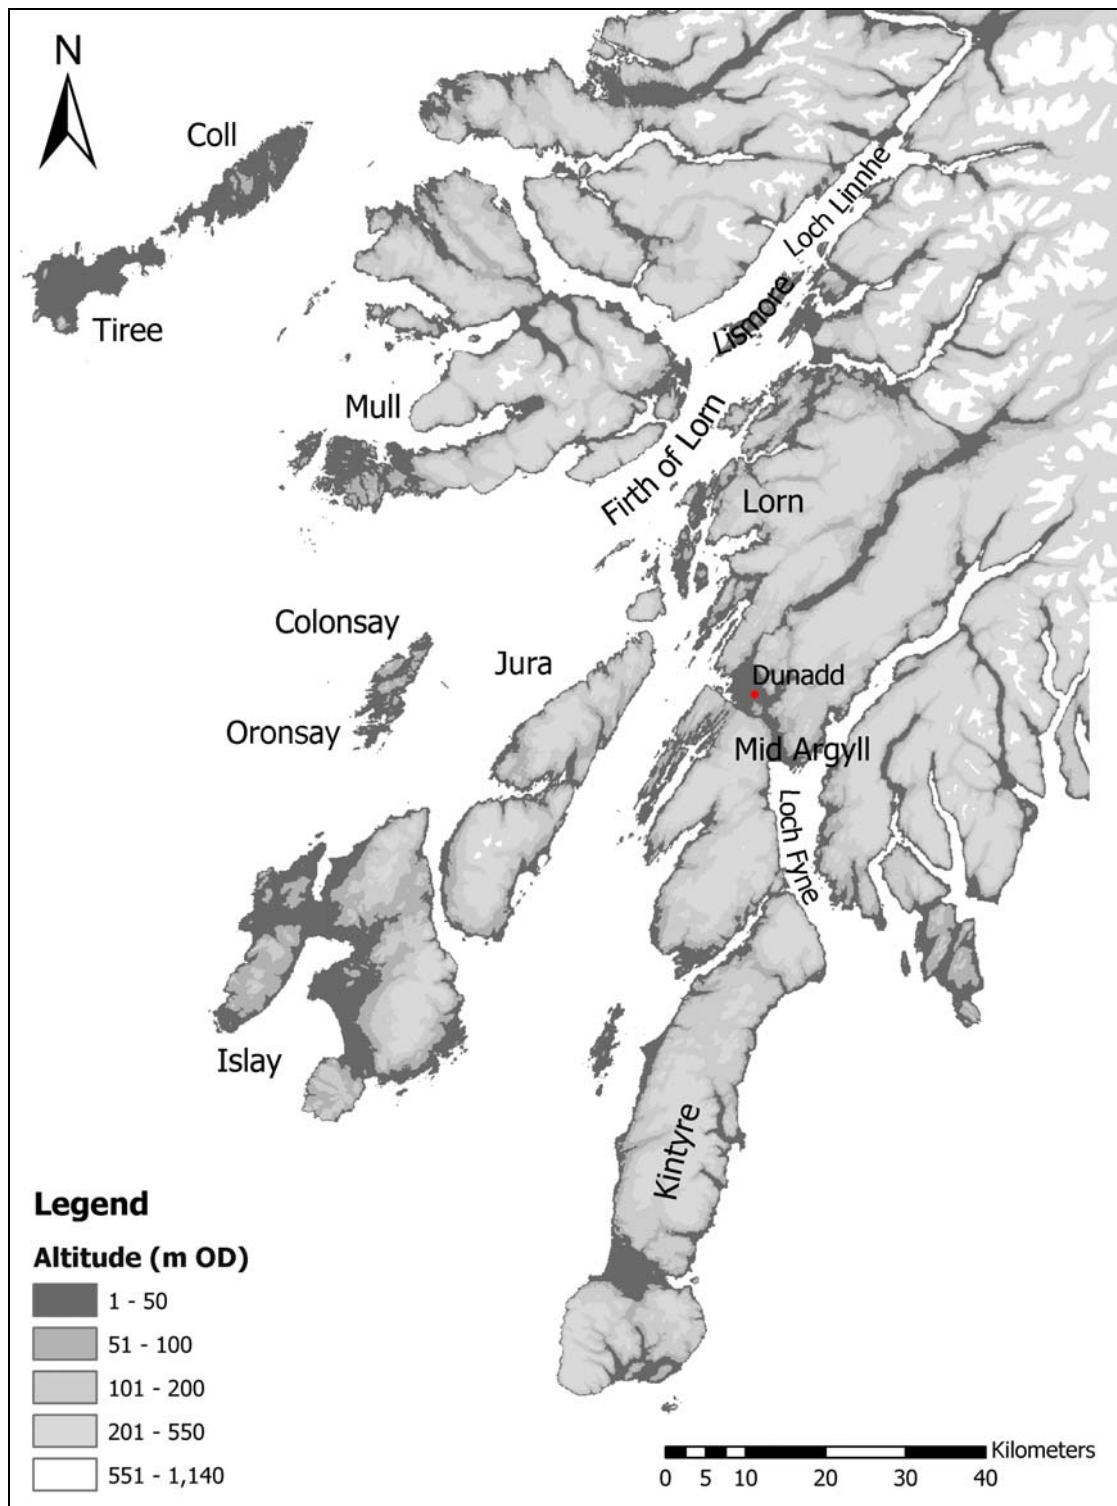 N
Coll
Tiree
Loch Linnhe
Lismore
Mull
Firth of Lorn
Lorn
Colonsay
Jura
Dunadd
Oronsay
Mid Argyll
Loch Fyne
Islay
Kintyre
Legend
Altitude (m OD)
1 - 50
51 - 100
101 - 200
201 - 550
551 - 1,140
Kilometers
0 5 10 20 30 40